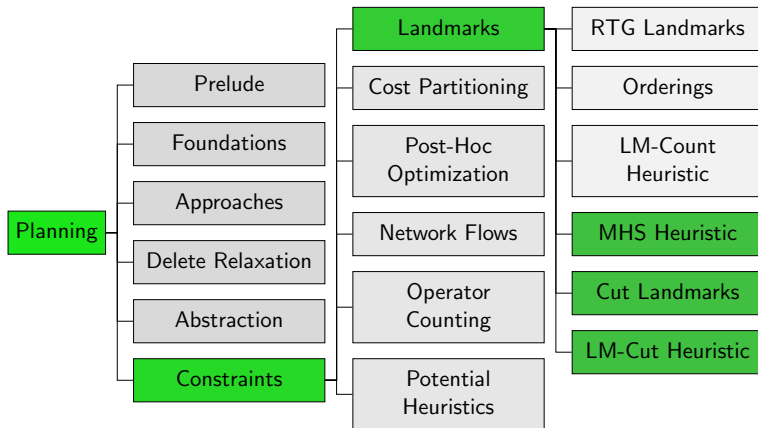 Planning
Prelude
Foundations
Approaches
Delete Relaxation
Abstraction
Constraints
Landmarks
Cost Partitioning
Post-Hoc
Optimization
Network Flows
Operator
Counting
Potential
Heuristics
RTG Landmarks
Orderings
LM-Count
Heuristic
MHS Heuristic
Cut Landmarks
LM-Cut Heuristic